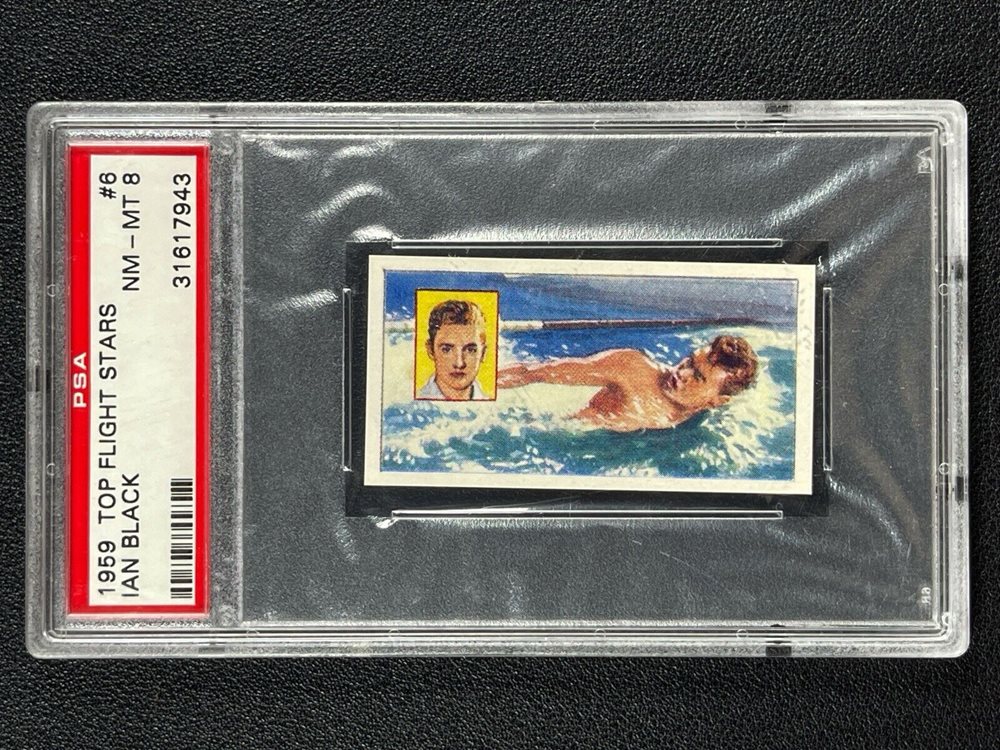 PSA
1959 TOP FLIGHT STARS #6
IAN BLACK NM - MT 8
31617943